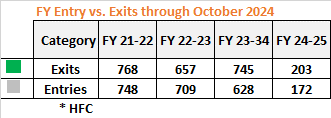 FY Entry vs. Exits through October 2024
Category FY 21-22 FY 22-23 FY 23-34 FY 24-25
Exits 768 657 745 203
Entries 748 709 628 172
* HFC